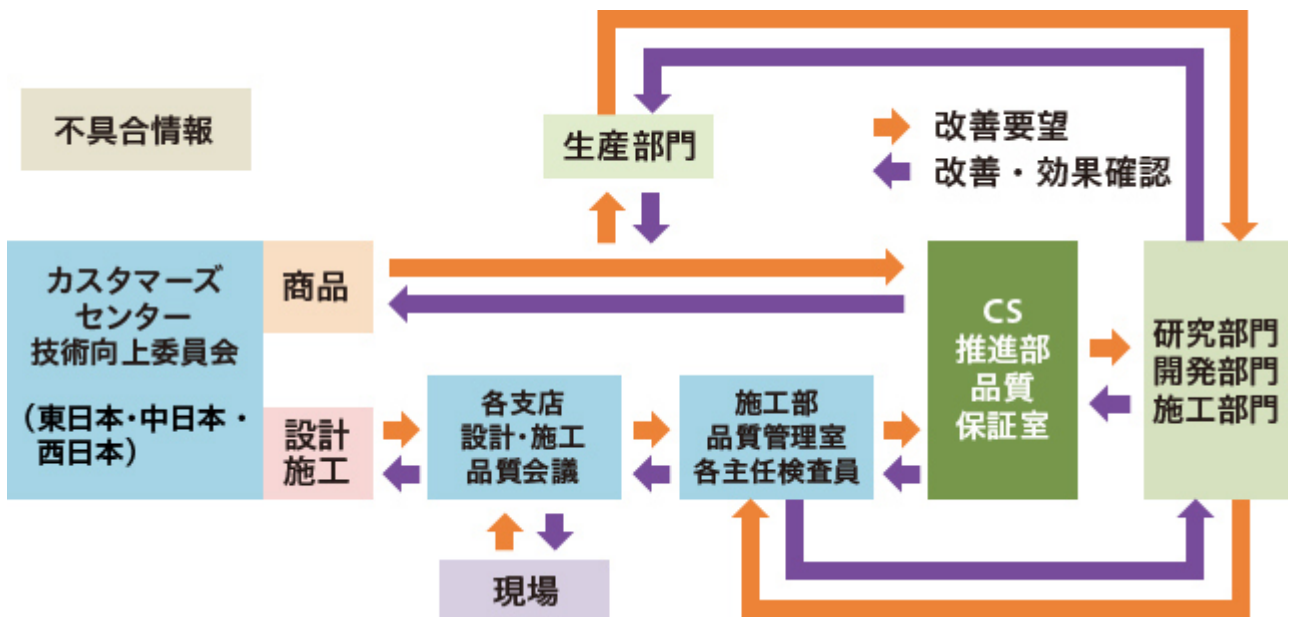 不具合情報
生産部門
改善要望
改善・効果確認
カスタマーズ
センター
技術向上委員会
（東日本・中日本・
西日本）
商品
設計
施工
各支店
設計・施工
品質会議
施工部
品質管理室
各主任検査員
CS
推進部
品質
保証室
研究部門
開発部門
施工部門
現場